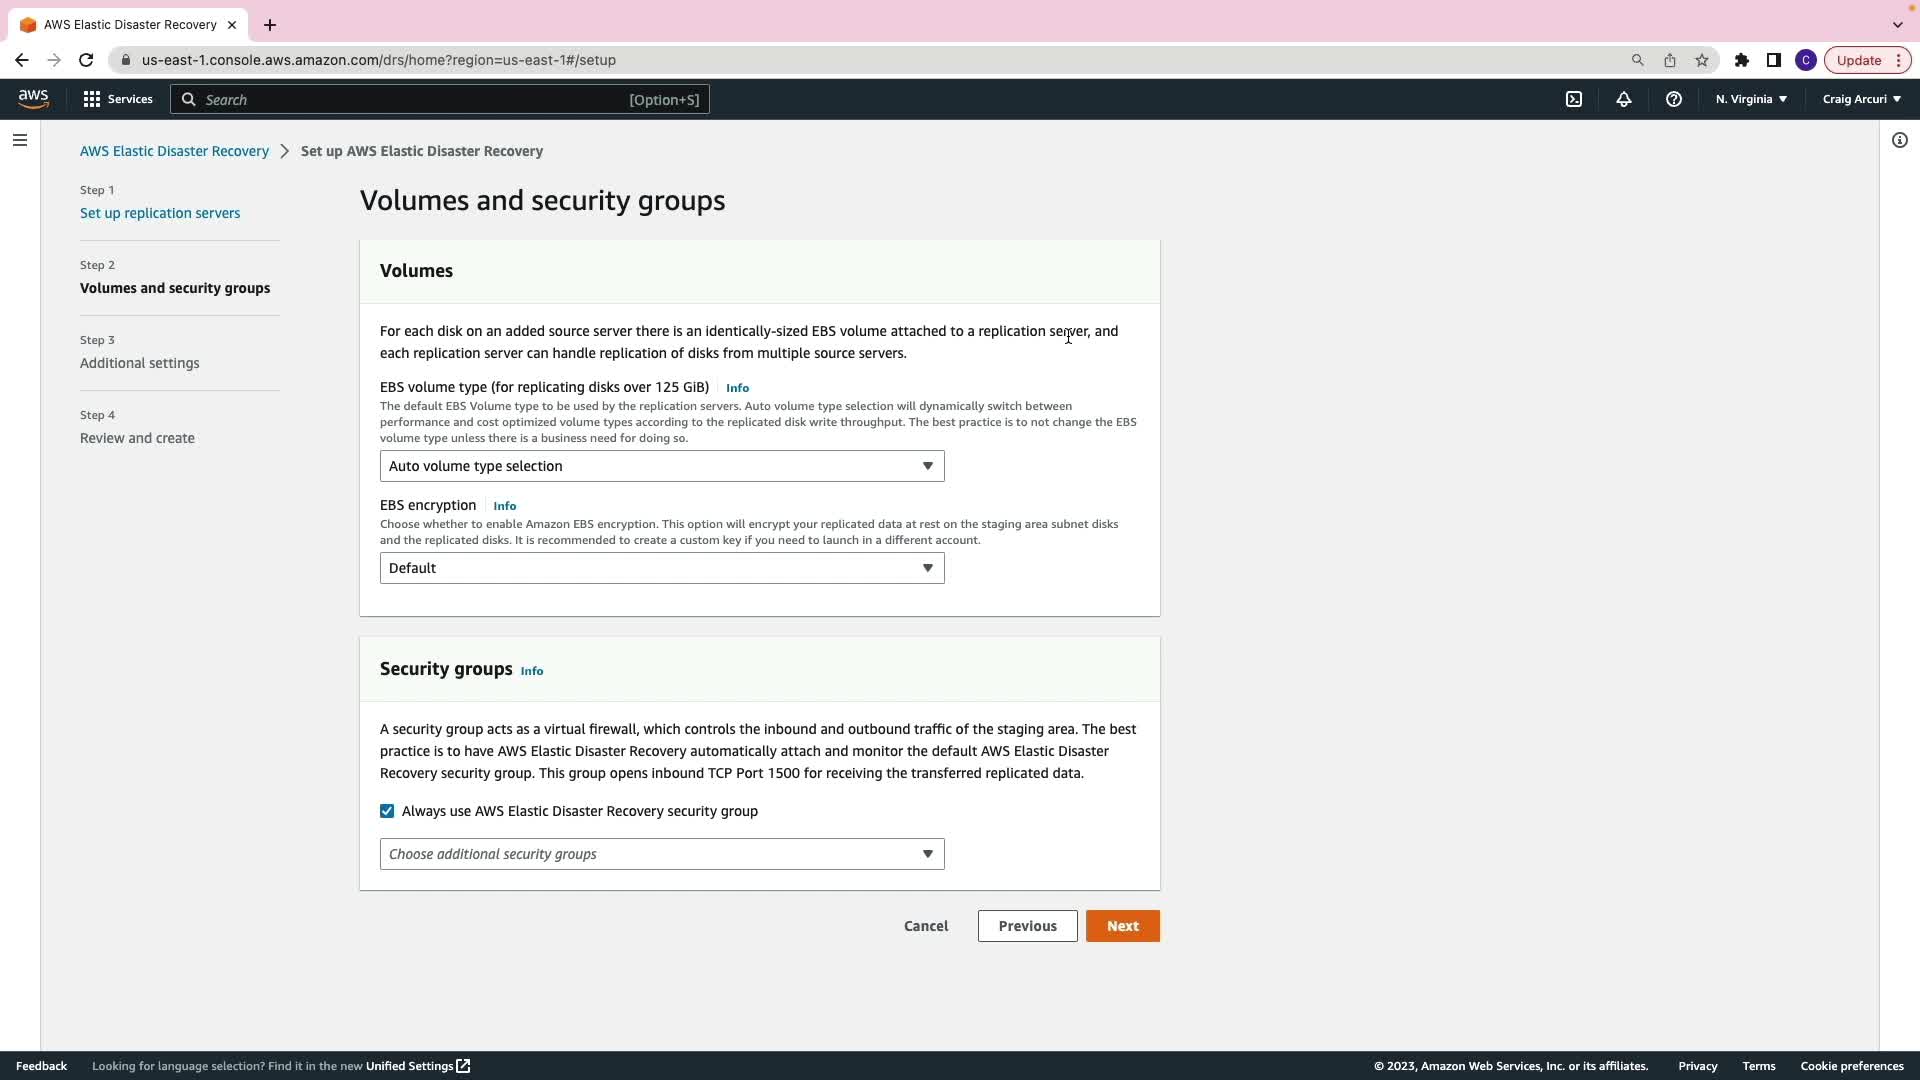 AWS Elastic Disaster Recovery
us-east-1.console.aws.amazon.com/drs/home?region=us-east-1#/setup
C
Update
aws
Services
Search
[Option+S]
N. Virginia
Craig Arcuri
AWS Elastic Disaster Recovery
Set up AWS Elastic Disaster Recovery
Step 1
Set up replication servers
Step 2
Volumes and security groups
Step 3
Additional settings
Step 4
Review and create
Volumes and security groups
Volumes
For each disk on an added source server there is an identically-sized EBS volume attached to a replication server, and
each replication server can handle replication of disks from multiple source servers.
EBS volume type (for replicating disks over 125 GiB) Info
The default EBS Volume type to be used by the replication servers. Auto volume type selection will dynamically switch between
performance and cost optimized volume types according to the replicated disk write throughput. The best practice is to not change the EBS
volume type unless there is a business need for doing so.
Auto volume type selection
EBS encryption Info
Choose whether to enable Amazon EBS encryption. This option will encrypt your replicated data at rest on the staging area subnet disks
and the replicated disks. It is recommended to create a custom key if you need to launch in a different account.
Default
Security groups Info
A security group acts as a virtual firewall, which controls the inbound and outbound traffic of the staging area. The best
practice is to have AWS Elastic Disaster Recovery automatically attach and monitor the default AWS Elastic Disaster
Recovery security group. This group opens inbound TCP Port 1500 for receiving the transferred replicated data.
Always use AWS Elastic Disaster Recovery security group
Choose additional security groups
Cancel
Previous
Next
Feedback
Looking for language selection? Find it in the new Unified Settings
© 2023, Amazon Web Services, Inc. or its affiliates.
Privacy
Terms
Cookie preferences